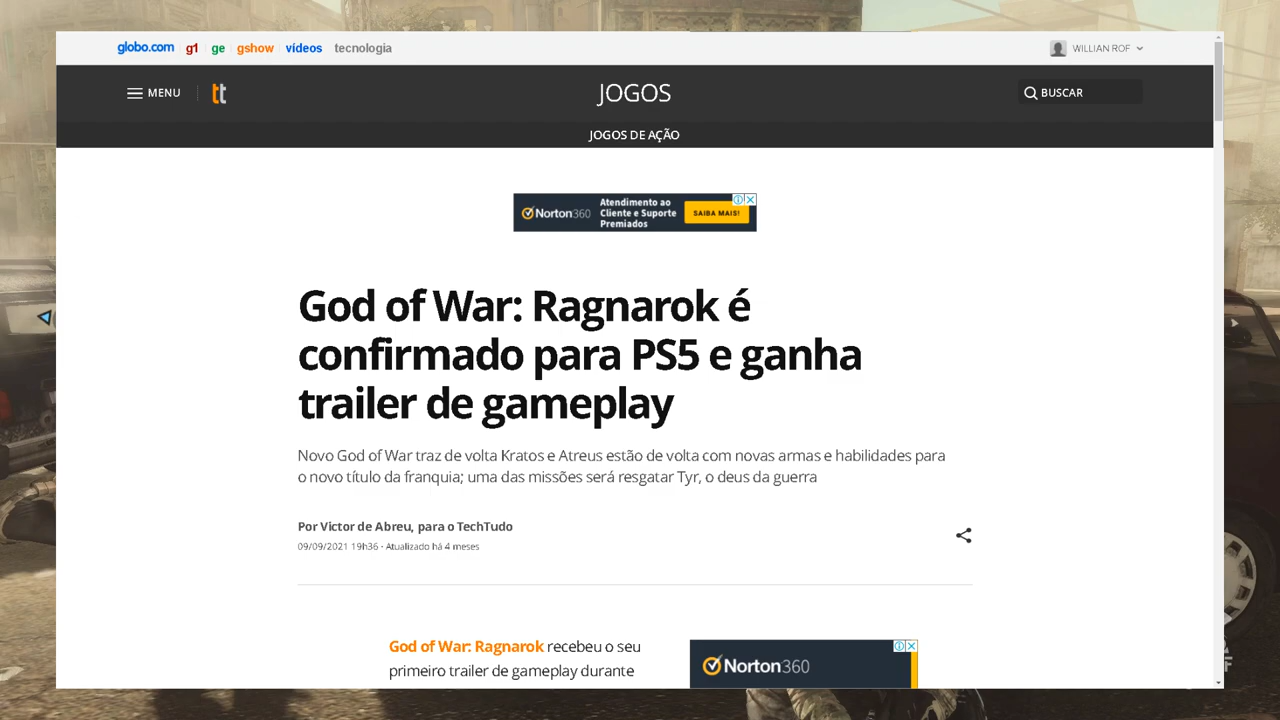 globo.com g1 ge gshow vídeos tecnologia
WILLIAN ROF
MENU tt
JOGOS
BUSCAR
JOGOS DE AÇÃO
Norton360
Atendimento ao
Cliente e Suporte
Premiados
SAIBA MAIS!
God of War: Ragnarok é
confirmado para PS5 e ganha
trailer de gameplay
Novo God of War traz de volta Kratos e Atreus estão de volta com novas armas e habilidades para
o novo título da franquia; uma das missões será resgatar Tyr, o deus da guerra
Por Victor de Abreu, para o TechTudo
09/09/2021 19h36 · Atualizado há 4 meses
God of War: Ragnarok recebeu o seu
primeiro trailer de gameplay durante
Norton360